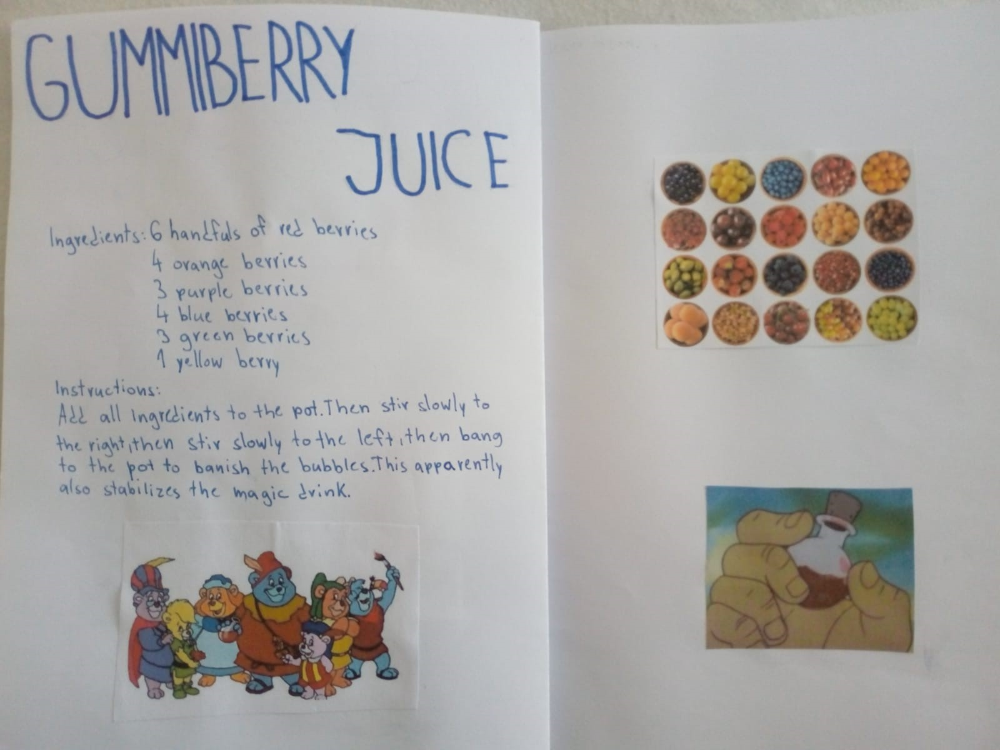 GUMMIBERRY
JUICE
Ingredients: 6 handfuls of red berries
4 orange berries
3 purple berries
4 blue berries
3 green berries
1 yellow berry
Instructions:
Add all ingredients to the pot. Then stir slowly to
the right, then stir slowly to the left, then bang
to the pot to banish the bubbles. This apparently
also stabilizes the magic drink.